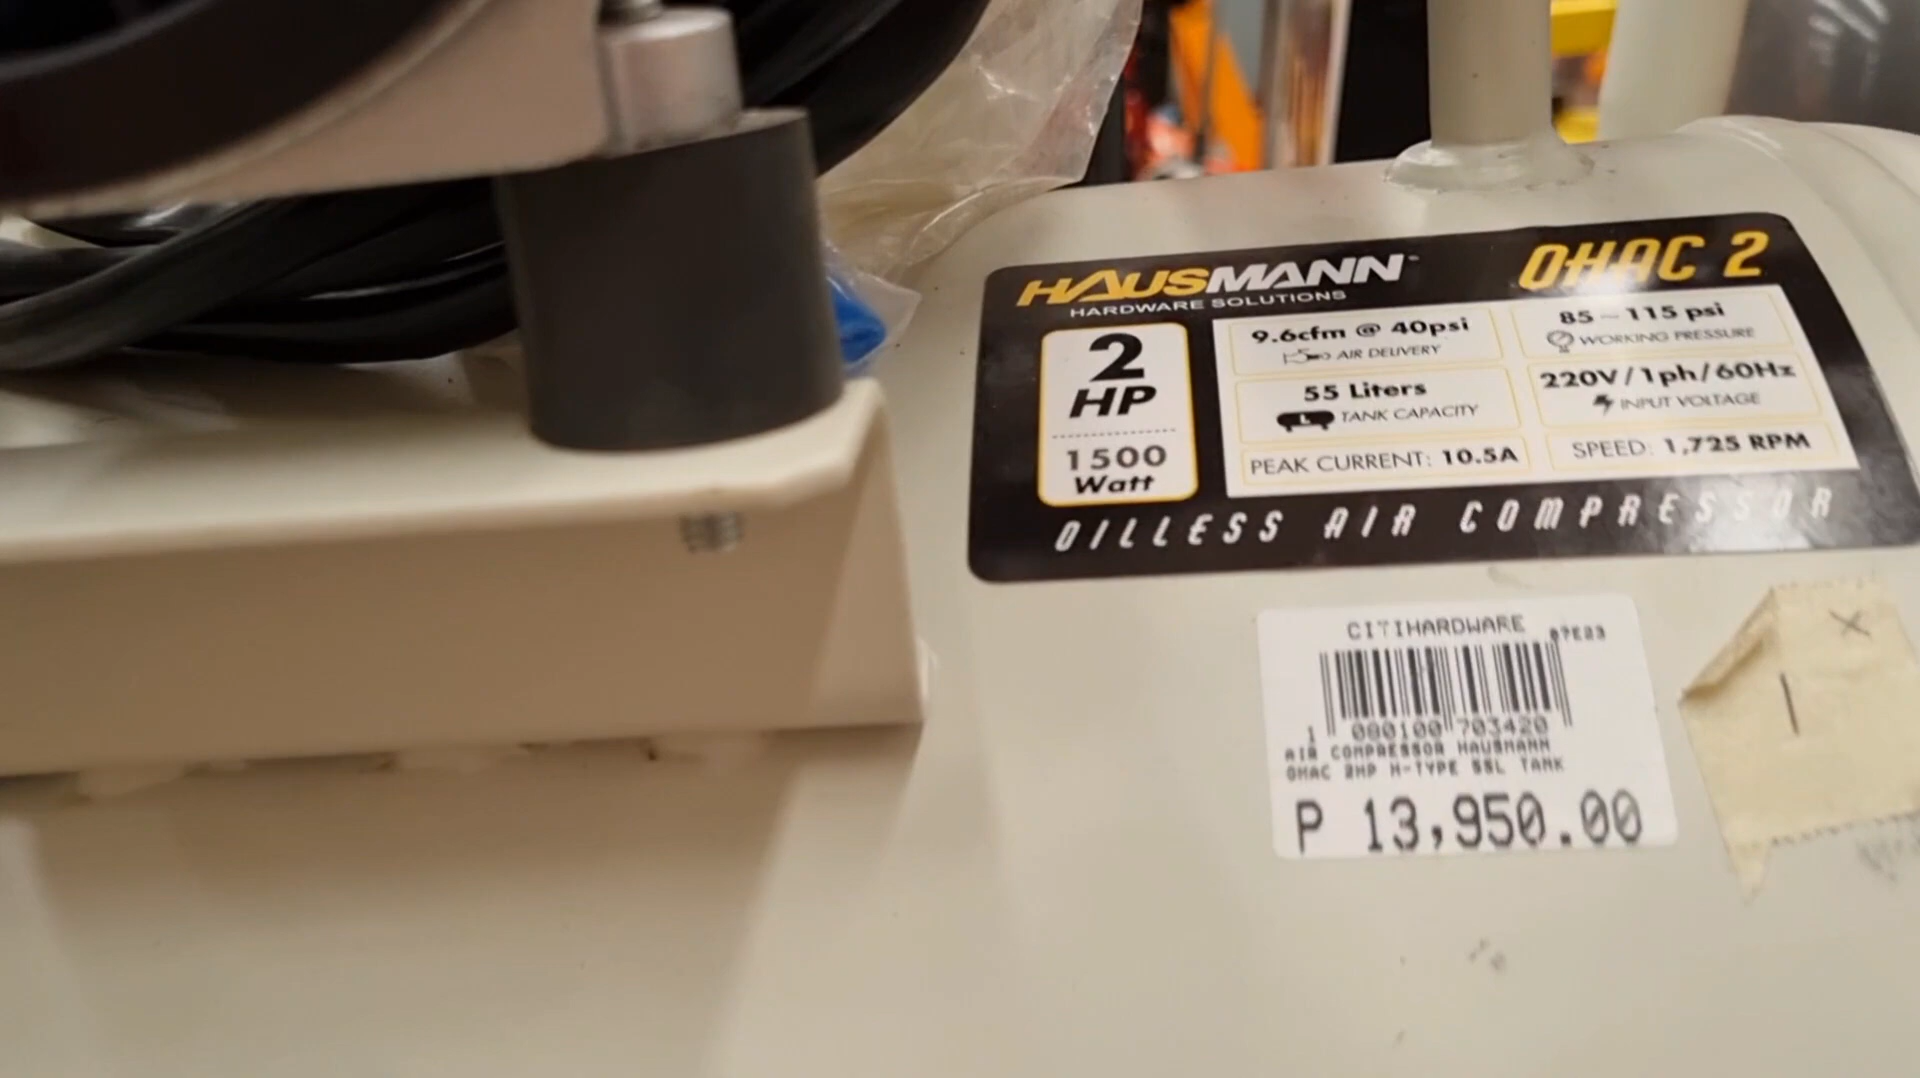 HAUSMANN
HARDWARE SOLUTIONS
OHAC 2
2
HP
1500
Watt
9.6cfm @ 40psi
AIR DELIVERY
85 ~ 115 psi
WORKING PRESSURE
55 Liters
L TANK CAPACITY
220V/1ph/60Hz
INPUT VOLTAGE
PEAK CURRENT: 10.5A
SPEED: 1,725 RPM
OILLESS AIR COMPRESSOR
CITIHARDWARE
07E23
1 080100 703420
AIR COMPRESSOR HAUSMANN
OHAC 2HP H-TYPE 55L TANK
P 13,950.00